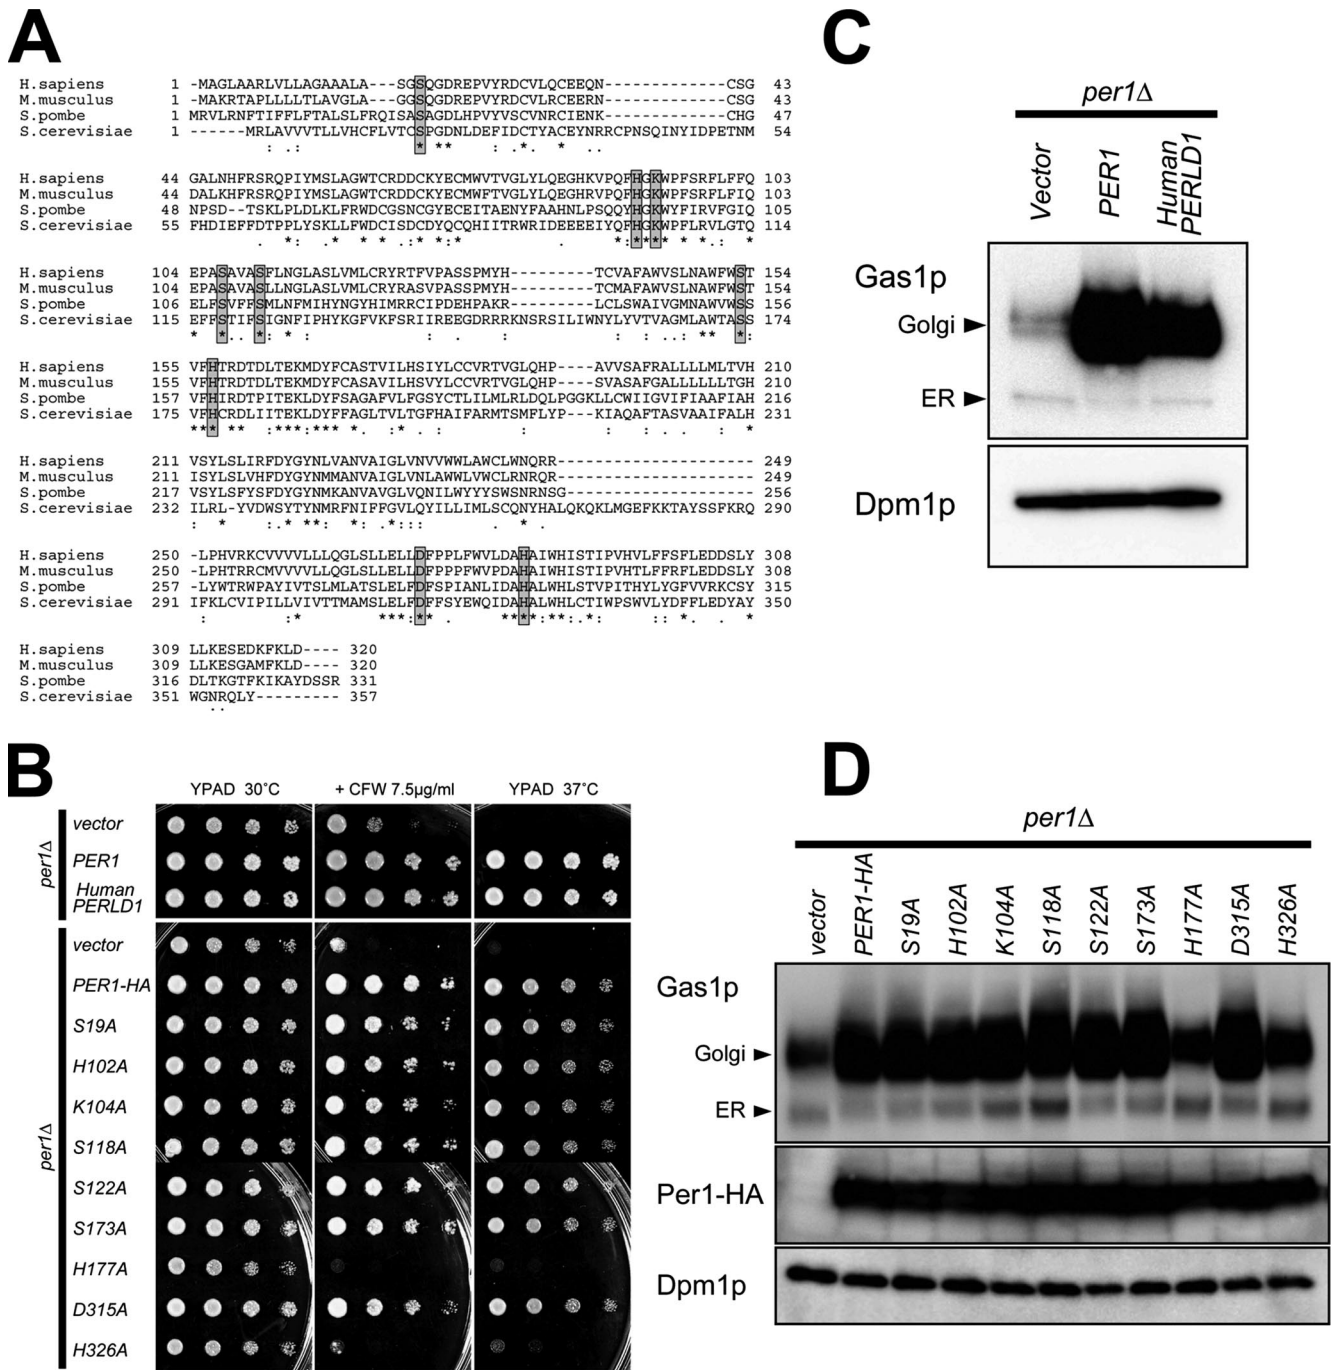 A
H.sapiens 1 -MAGLAARLVLLAGAAALA---SGSQGDREPVYRDCVLQCEEQN-------------CSG 43
M.musculus 1 -MAKRTAPLLLLTLAVGLA---GGSQGDREPVYRDCVLRCEERN-------------CSG 43
S.pombe 1 MRVLRNFTIFFLFTALSLFRQISASAGDLHPVYVSCVNRCIENK-------------CHG 47
S.cerevisiae 1 ------MRLAVVVTLLVHCFLVTCSPGDNLDEFIDCTYACEYNRRCPNSQINYIDPETNM 54
H.sapiens 44 GALNHFRSRQPIYMSLAGWTCRDDCKYECMWVTVGLYLQEGHKVPQFHGKWPFSRFLFFQ 103
M.musculus 44 DALKHFRSRQPIYMSLAGWTCRDDCKYECMWFTVGLYLQEGHRVPQFHGKWPFSRFLFIQ 103
S.pombe 48 NPSD--TSKLPLDLKLFRWDCGSNCGYECEITAENYFAAHNLPSQQYHGKWYFIRVFGIQ 105
S.cerevisiae 55 FHDIEFFDTPPLYSKLLFWDCISDCDYQCQHIITRWRIDEEEEIYQFHGKWPFLRVLGTQ 114
H.sapiens 104 EPASAVASFLNGLASLVMLCRYRTFVPASSPMYH---------TCVAFAWVSLNAWFWST 154
M.musculus 104 EPASAVASLLNGLASLVMLCRYRASVPASSPMYH---------TCMAFAWVSLNAWFWST 154
S.pombe 106 ELFSVFFSMLNFMIHYNGYHIMRRCIPDEHPAKR---------LCLSWAIVGMNAWVWSS 156
S.cerevisiae 115 EFFSTIFSIGNFIPHYKGFVKFSRIIREEGDRRRKNSRSILIWNYLYVTVAGMLAWTASS 174
H.sapiens 155 VFHTRDTDLTEKMDYFCASTVILHSIYLCCVRTVGLQHP----AVVSAFRALLLLMLTVH 210
M.musculus 155 VFHTRDTDLTEKMDYFCASAVILHSVYLCCVRTVGLQHP----SVASAFGALLLLLLTGH 210
S.pombe 157 VFHIRDTPITEKLDYFSAGAFVLFGSYCTLILMLRLDQLPGGKLLCWIIGVIFIAAFIAH 216
S.cerevisiae 175 VFHCRDLIITEKLDYFFAGLTVLTGFHAIFARMTSMFLYP----KIAQAFTASVAAIFALH 231
H.sapiens 211 VSYLSLIRFDYGYNLVANVAIGLVNVVWWLAWCLWNQRR--------------------- 249
M.musculus 211 ISYLSLVHFDYGYNMMANVAIGLVNLAWWLVWCLRNRQR--------------------- 249
S.pombe 217 VSYLSFYSFDYGYNMKANVAVGLVQNILWYYYSWSNRNSG-------------------- 256
S.cerevisiae 232 ILRL-YVDWSYTYNMRFNIFFGVLQYILLIMLSCQNYHALQKQKLMGEFKKTAYSSFKRQ 290
H.sapiens 250 -LPHVRKCVVVVLLLQGLSLLELLDFPPLFWVLDAHAIWHISTIPVHVLFFSFLEDDSLY 308
M.musculus 250 -LPHTRRCMVVVVLLQGLSLLELLDFPPPFWVPDAHAIWHISTIPVHTLFFRFLEDDSLY 308
S.pombe 257 -LYWTRWPAYIVTSLMLATSLELFDFSPIANLIDAHALWHLSTVPITHYLYGFVVRKCSY 315
S.cerevisiae 291 IFKLCVIPILLVIVTTMAMSLELFDFFSYEWQIDAHALWHLCTIWPSWVLYDFFLEDYAY 350
H.sapiens 309 LLKESEDKFKLD---- 320
M.musculus 309 LLKESGAMFKLD---- 320
S.pombe 316 DLTKGTFKIKAYDSSR 331
S.cerevisiae 351 WGNRQLY--------- 357
B
YPAD 30°C + CFW 7.5µg/ml YPAD 37°C
per1Δ
vector
PER1
Human
PERLD1
per1Δ
vector
PER1-HA
S19A
H102A
K104A
S118A
S122A
S173A
H177A
D315A
H326A
C
per1Δ
Vector
PER1
Human
PERLD1
Gas1p
Golgi
ER
Dpm1p
D
per1Δ
vector
PER1-HA
S19A
H102A
K104A
S118A
S122A
S173A
H177A
D315A
H326A
Gas1p
Golgi
ER
Per1-HA
Dpm1p